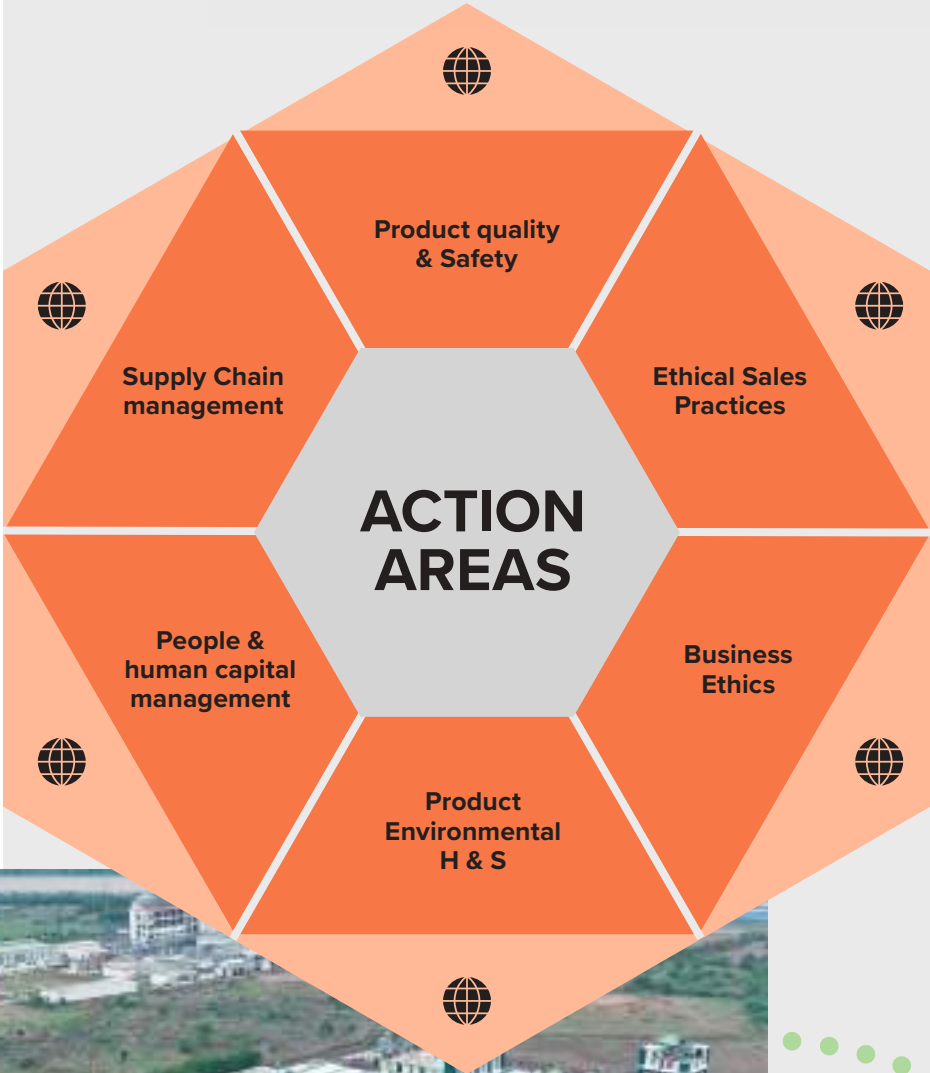 Product quality
& Safety
Supply Chain
management
Ethical Sales
Practices
ACTION
AREAS
People &
human capital
management
Business
Ethics
Product
Environmental
H & S